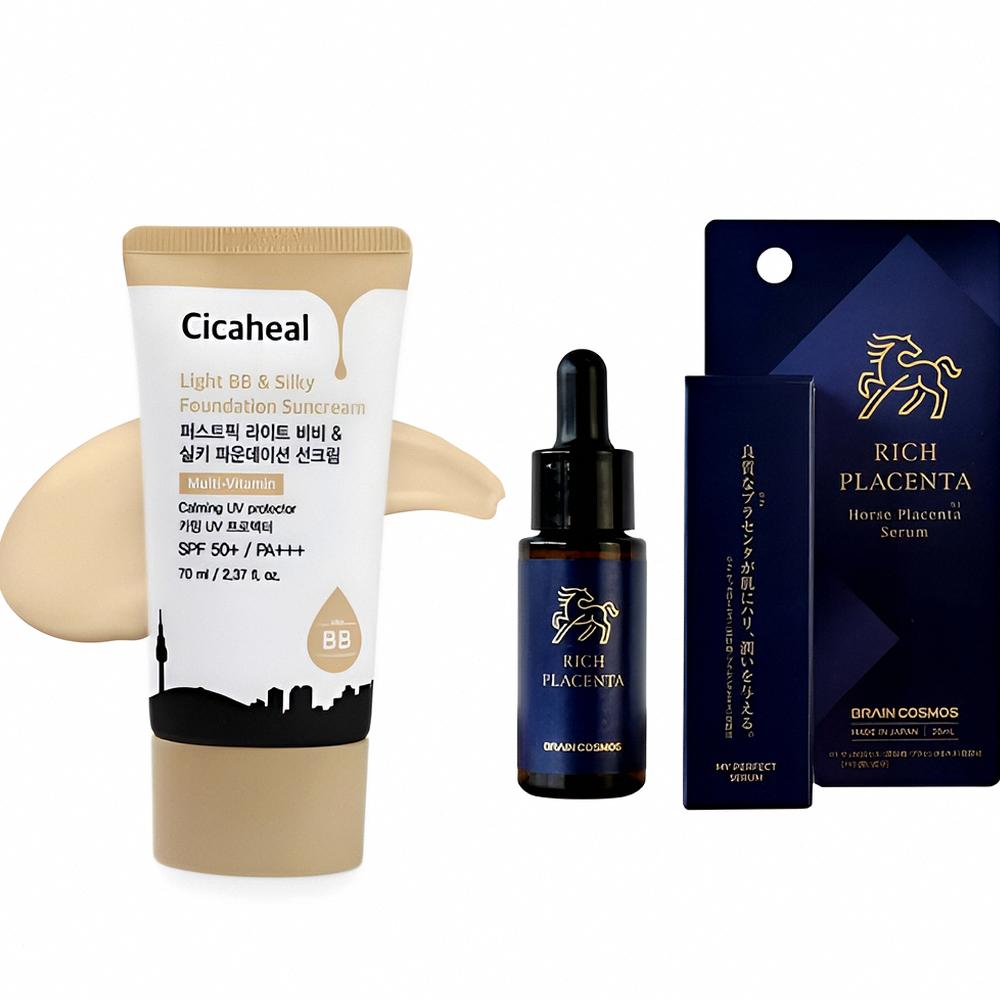 Cicaheal
Light BB & Silky
Foundation Suncream
퍼스트픽 라이트 비비 &
실키 파운데이션 선크림
Multi-Vitamin
Calming UV protector
카밍 UV 프로텍터
SPF 50+ / PA+++
70 ml / 2,37 fl. oz.
BB
RICH
PLACENTA
BRAIN COSMOS
良質なプラセンタが肌にハリ、潤いを与える。
MY PERFECT
SERUM
RICH
PLACENTA
Horse Placenta
Serum
BRAIN COSMOS
MADE IN JAPAN | 20mL